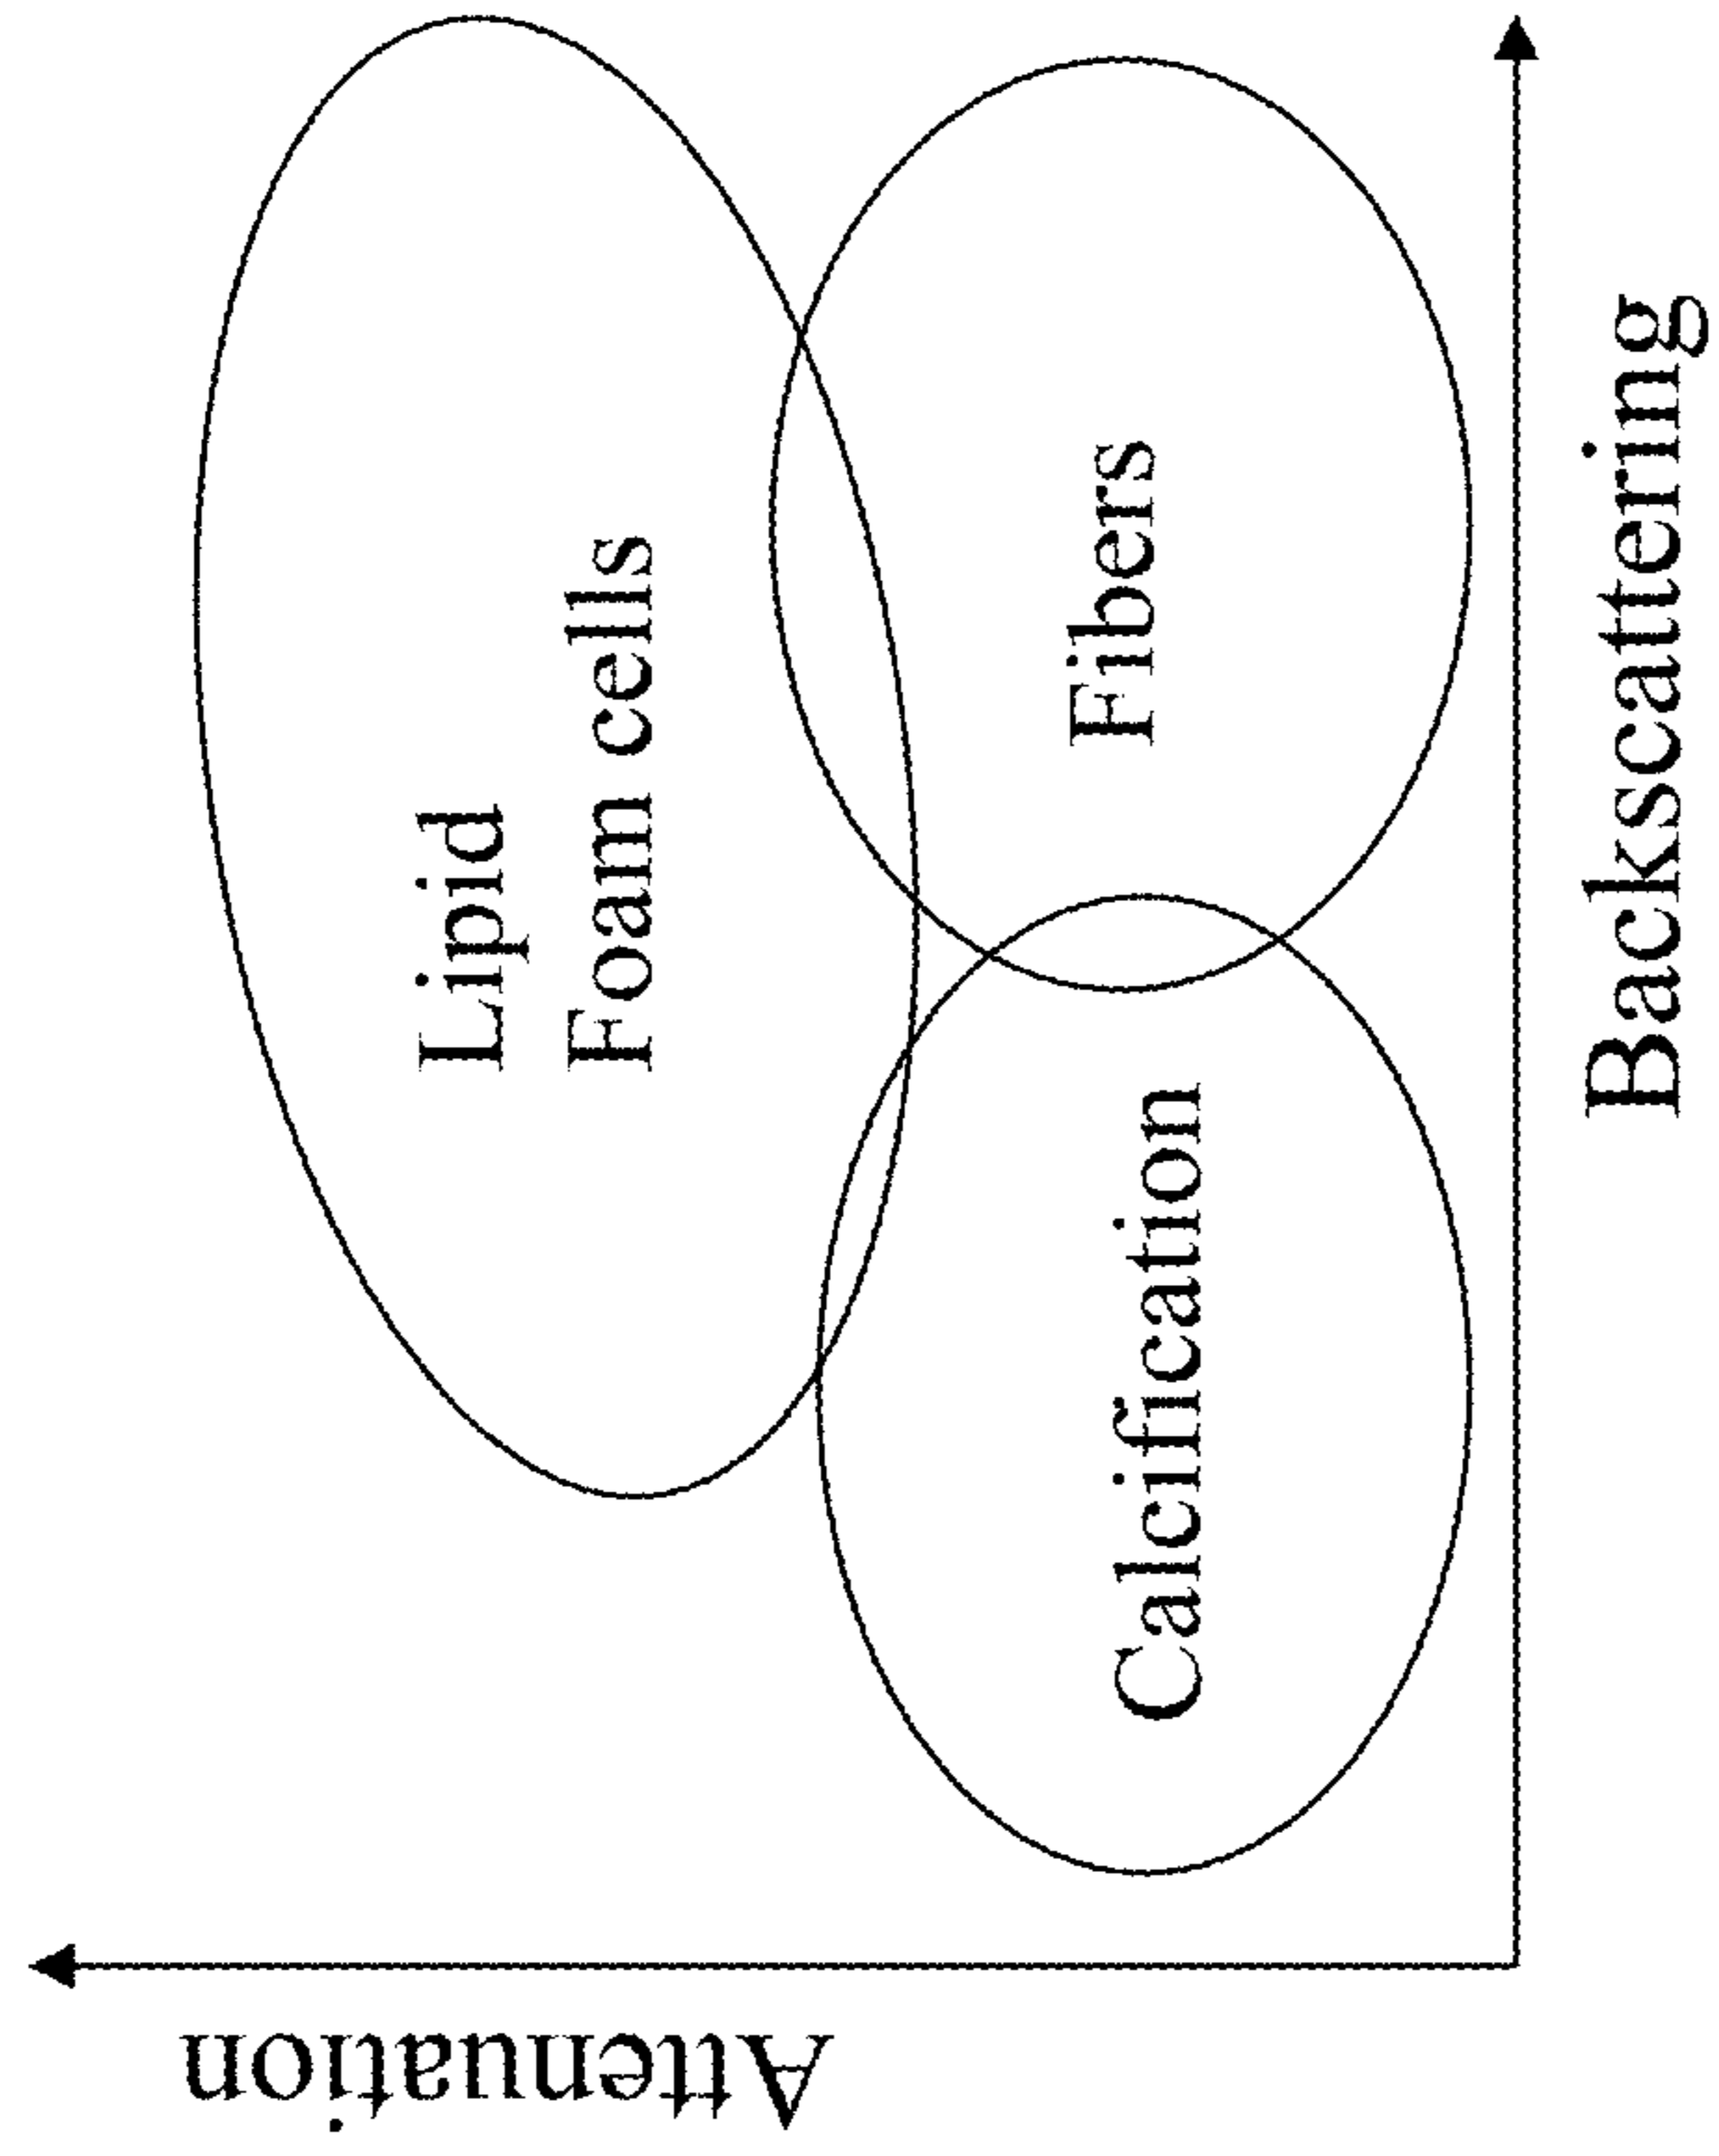 Attenuation
Lipid
Foam cells
Fibers
Calcification
Backscattering